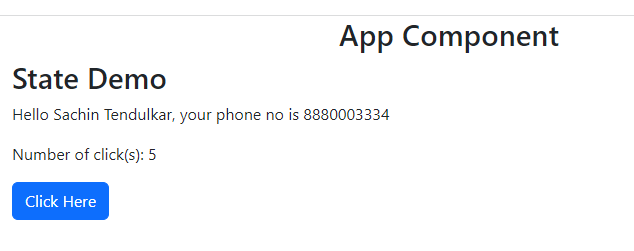 App Component
State Demo
Hello Sachin Tendulkar, your phone no is 8880003334
Number of click(s): 5
Click Here